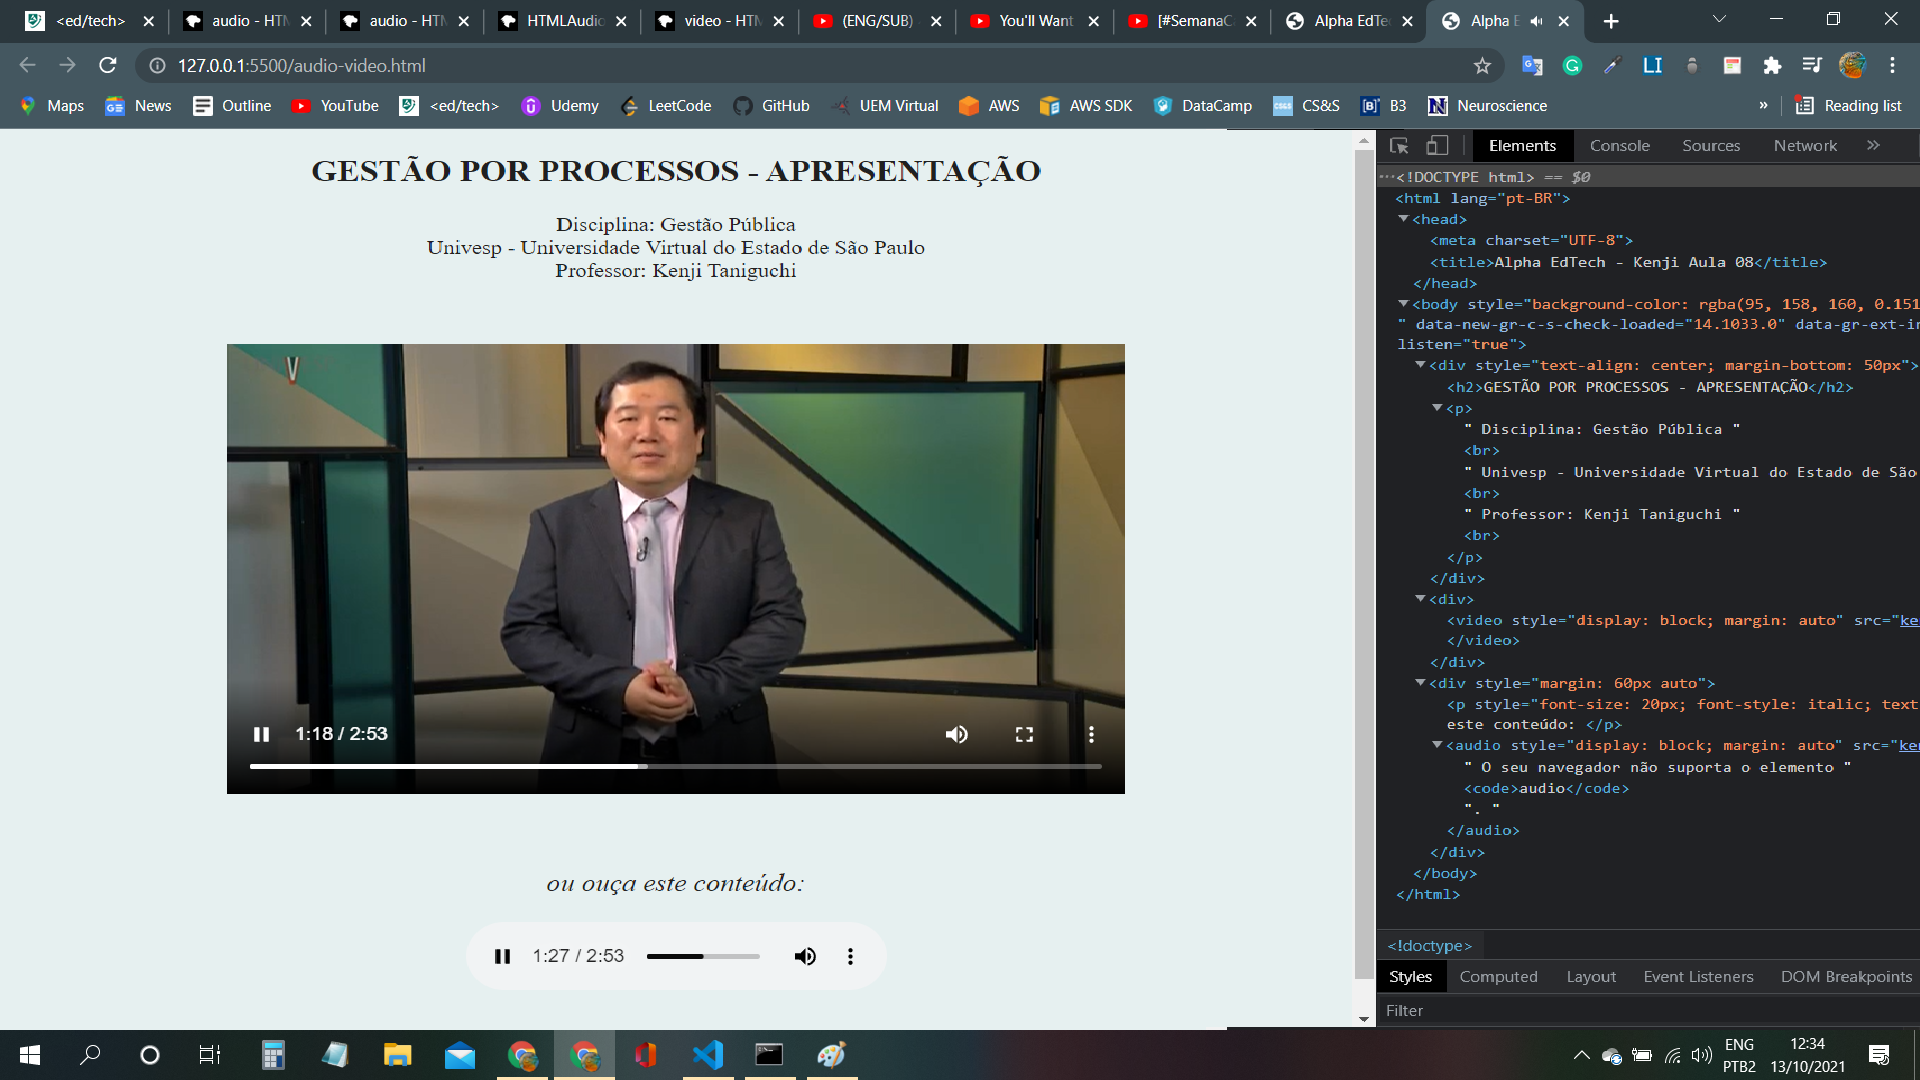 <ed/tech>
audio - HTM
audio - HTM
HTMLAudio
video - HTM
(ENG/SUB)
You'll Want
[#SemanaC
Alpha EdTe
Alpha E
127.0.0.1:5500/audio-video.html
LI
Maps
News
Outline
YouTube
<ed/tech>
Udemy
LeetCode
GitHub
UEM Virtual
AWS
AWS SDK
DataCamp
CS&S
B3
Neuroscience
»
Reading list
GESTÃO POR PROCESSOS - APRESENTAÇÃO
Disciplina: Gestão Pública
Univesp - Universidade Virtual do Estado de São Paulo
Professor: Kenji Taniguchi
V
1:18 / 2:53
ou ouça este conteúdo:
1:27 / 2:53
Elements
Console
Sources
Network
»
···<!DOCTYPE html> == $0
<html lang="pt-BR">
<head>
<meta charset="UTF-8">
<title>Alpha EdTech - Kenji Aula 08</title>
</head>
<body style="background-color: rgba(95, 158, 160, 0.151
" data-new-gr-c-s-check-loaded="14.1033.0" data-gr-ext-in
listen="true">
<div style="text-align: center; margin-bottom: 50px">
<h2>GESTÃO POR PROCESSOS - APRESENTAÇÃO</h2>
<p>
" Disciplina: Gestão Pública "
<br>
" Univesp - Universidade Virtual do Estado de São
<br>
" Professor: Kenji Taniguchi "
<br>
</p>
</div>
<div>
<video style="display: block; margin: auto" src="ke
</video>
</div>
<div style="margin: 60px auto">
<p style="font-size: 20px; font-style: italic; text
este conteúdo: </p>
<audio style="display: block; margin: auto" src="ke
" O seu navegador não suporta o elemento "
<code>audio</code>
". "
</audio>
</div>
</body>
</html>
<!doctype>
Styles
Computed
Layout
Event Listeners
DOM Breakpoints
Filter
ENG
PTB2
12:34
13/10/2021